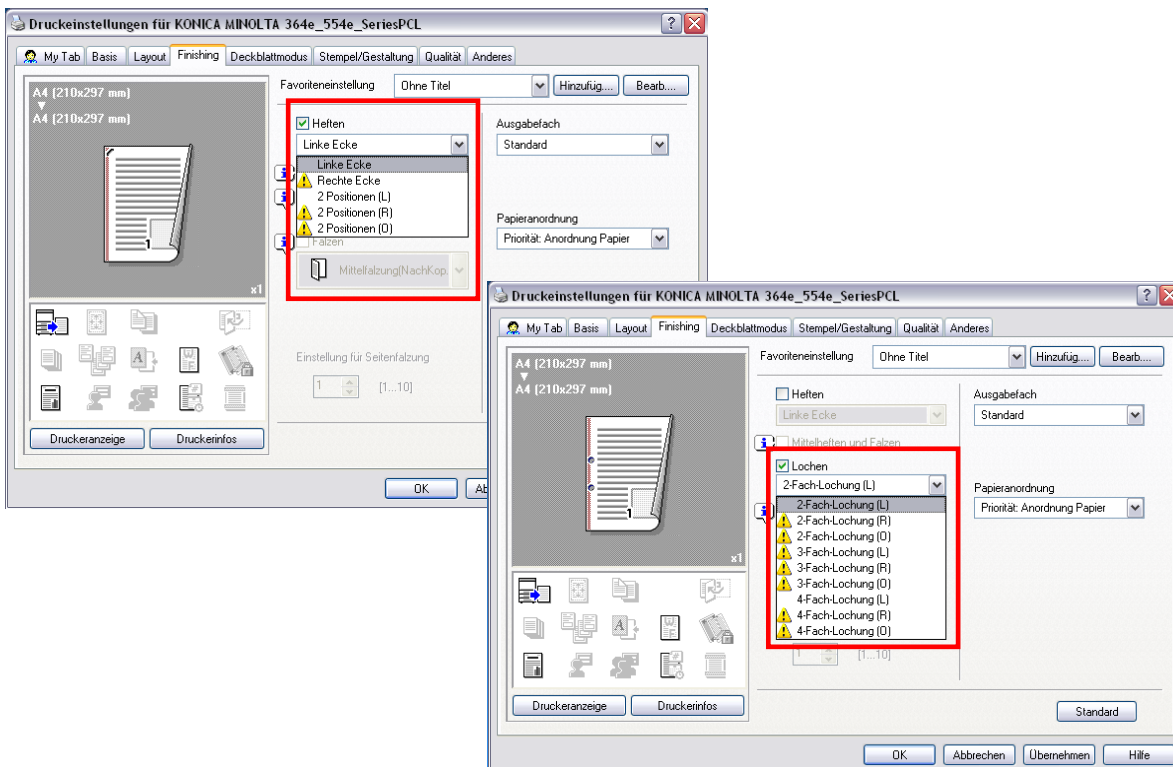 Druckeinstellungen für KONICA MINOLTA 364e_554e_SeriesPCL
My Tab Basis Layout Finishing Deckblattmodus Stempel/Gestaltung Qualität Anderes
A4 (210x297 mm)
A4 (210x297 mm)
1
x1
Favoriteneinstellung Ohne Titel Hinzufüg.... Bearb....
Heften
Linke Ecke
Linke Ecke
Rechte Ecke
2 Positionen (L)
2 Positionen (R)
2 Positionen (O)
Falzen
Mittelfalzung(NachKop.
Einstellung für Seitenfalzung
1 [1...10]
Ausgabefach
Standard
Papieranordnung
Priorität: Anordnung Papier
Druckeranzeige Druckerinfos
OK Ab
Druckeinstellungen für KONICA MINOLTA 364e_554e_SeriesPCL
My Tab Basis Layout Finishing Deckblattmodus Stempel/Gestaltung Qualität Anderes
A4 (210x297 mm)
A4 (210x297 mm)
1
x1
Favoriteneinstellung Ohne Titel Hinzufüg.... Bearb....
Heften
Linke Ecke
Mittelheften und Falzen
Lochen
2-Fach-Lochung (L)
2-Fach-Lochung (L)
2-Fach-Lochung (R)
2-Fach-Lochung (O)
3-Fach-Lochung (L)
3-Fach-Lochung (R)
3-Fach-Lochung (O)
4-Fach-Lochung (L)
4-Fach-Lochung (R)
4-Fach-Lochung (O)
1 [1...10]
Ausgabefach
Standard
Papieranordnung
Priorität: Anordnung Papier
Druckeranzeige Druckerinfos
Standard
OK Abbrechen Übernehmen Hilfe